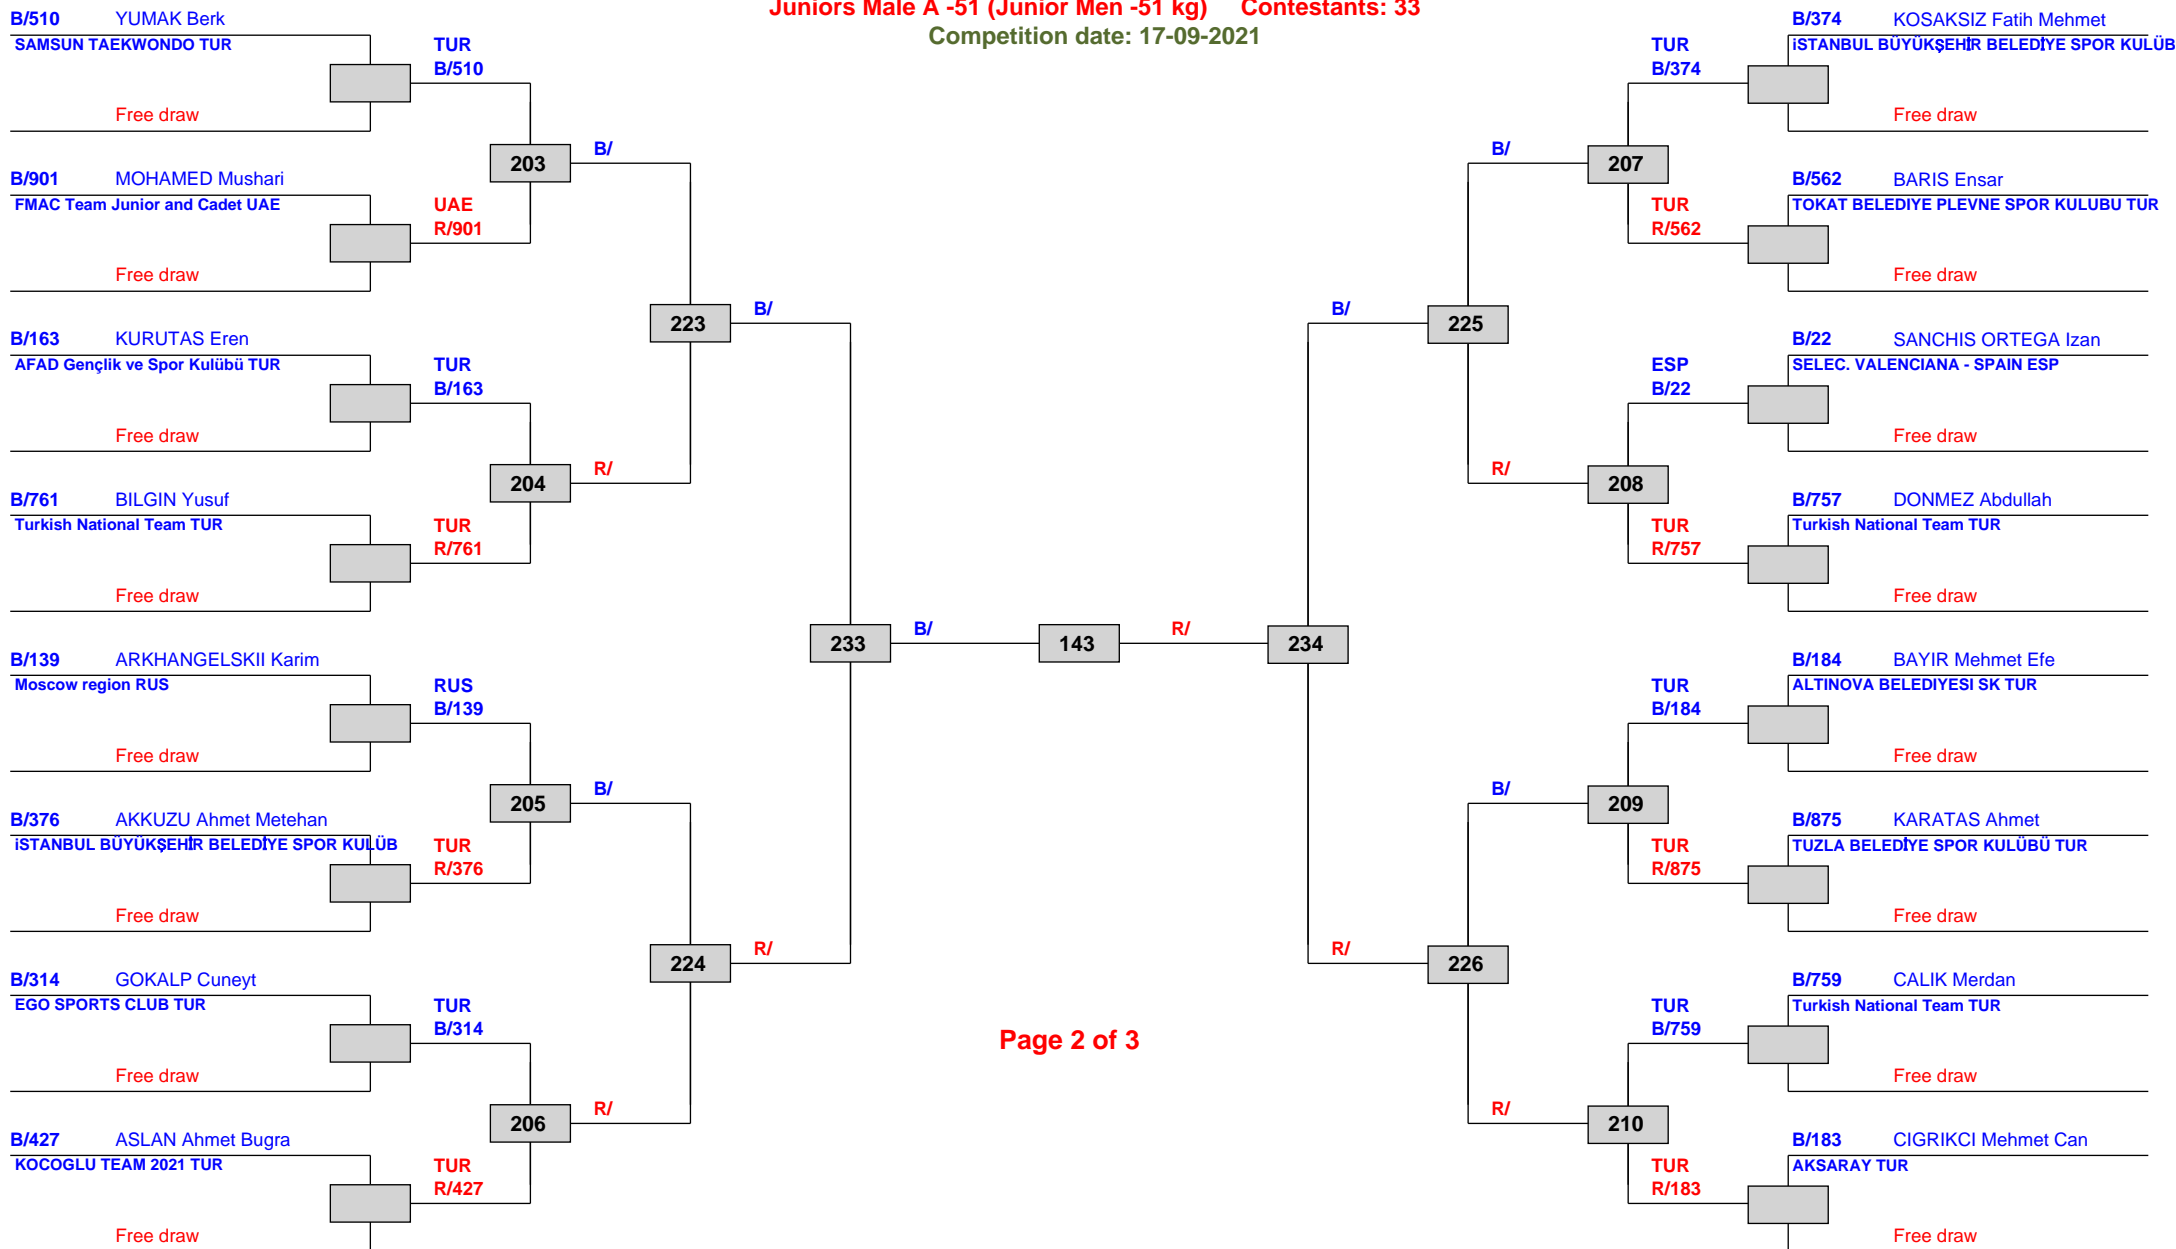 Juniors Male A -51 (Junior Men -51 kg) Contestants: 33
Competition date: 17-09-2021
B/510 YUMAK Berk
SAMSUN TAEKWONDO TUR
TUR
B/510
Free draw
203
B/
B/901 MOHAMED Mushari
FMAC Team Junior and Cadet UAE
UAE
R/901
Free draw
223
B/
B/163 KURUTAS Eren
AFAD Gençlik ve Spor Kulübü TUR
TUR
B/163
Free draw
204
R/
B/761 BILGIN Yusuf
Turkish National Team TUR
TUR
R/761
Free draw
233
B/
B/139 ARKHANGELSKII Karim
Moscow region RUS
RUS
B/139
Free draw
205
B/
B/376 AKKUZU Ahmet Metehan
iSTANBUL BÜYÜKŞEHİR BELEDİYE SPOR KULÜB
TUR
R/376
Free draw
224
R/
B/314 GOKALP Cuneyt
EGO SPORTS CLUB TUR
TUR
B/314
Free draw
206
R/
B/427 ASLAN Ahmet Bugra
KOCOGLU TEAM 2021 TUR
TUR
R/427
Free draw
143
Page 2 of 3
B/374 KOSAKSIZ Fatih Mehmet
iSTANBUL BÜYÜKŞEHİR BELEDİYE SPOR KULÜB
TUR
B/374
Free draw
B/
207
B/562 BARIS Ensar
TOKAT BELEDIYE PLEVNE SPOR KULUBU TUR
TUR
R/562
Free draw
B/
225
B/22 SANCHIS ORTEGA Izan
SELEC. VALENCIANA - SPAIN ESP
ESP
B/22
Free draw
R/
208
B/757 DONMEZ Abdullah
Turkish National Team TUR
TUR
R/757
Free draw
R/
234
B/184 BAYIR Mehmet Efe
ALTINOVA BELEDIYESI SK TUR
TUR
B/184
Free draw
B/
209
B/875 KARATAS Ahmet
TUZLA BELEDİYE SPOR KULÜBÜ TUR
TUR
R/875
Free draw
R/
226
B/759 CALIK Merdan
Turkish National Team TUR
TUR
B/759
Free draw
R/
210
B/183 CIGRIKCI Mehmet Can
AKSARAY TUR
TUR
R/183
Free draw